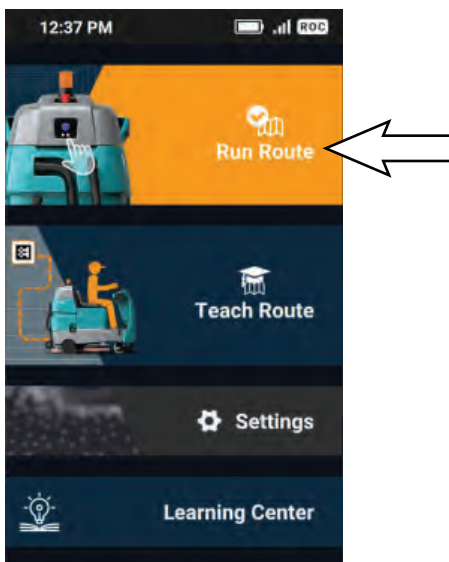 12:37 PM ROC
Run Route
Teach Route
Settings
Learning Center